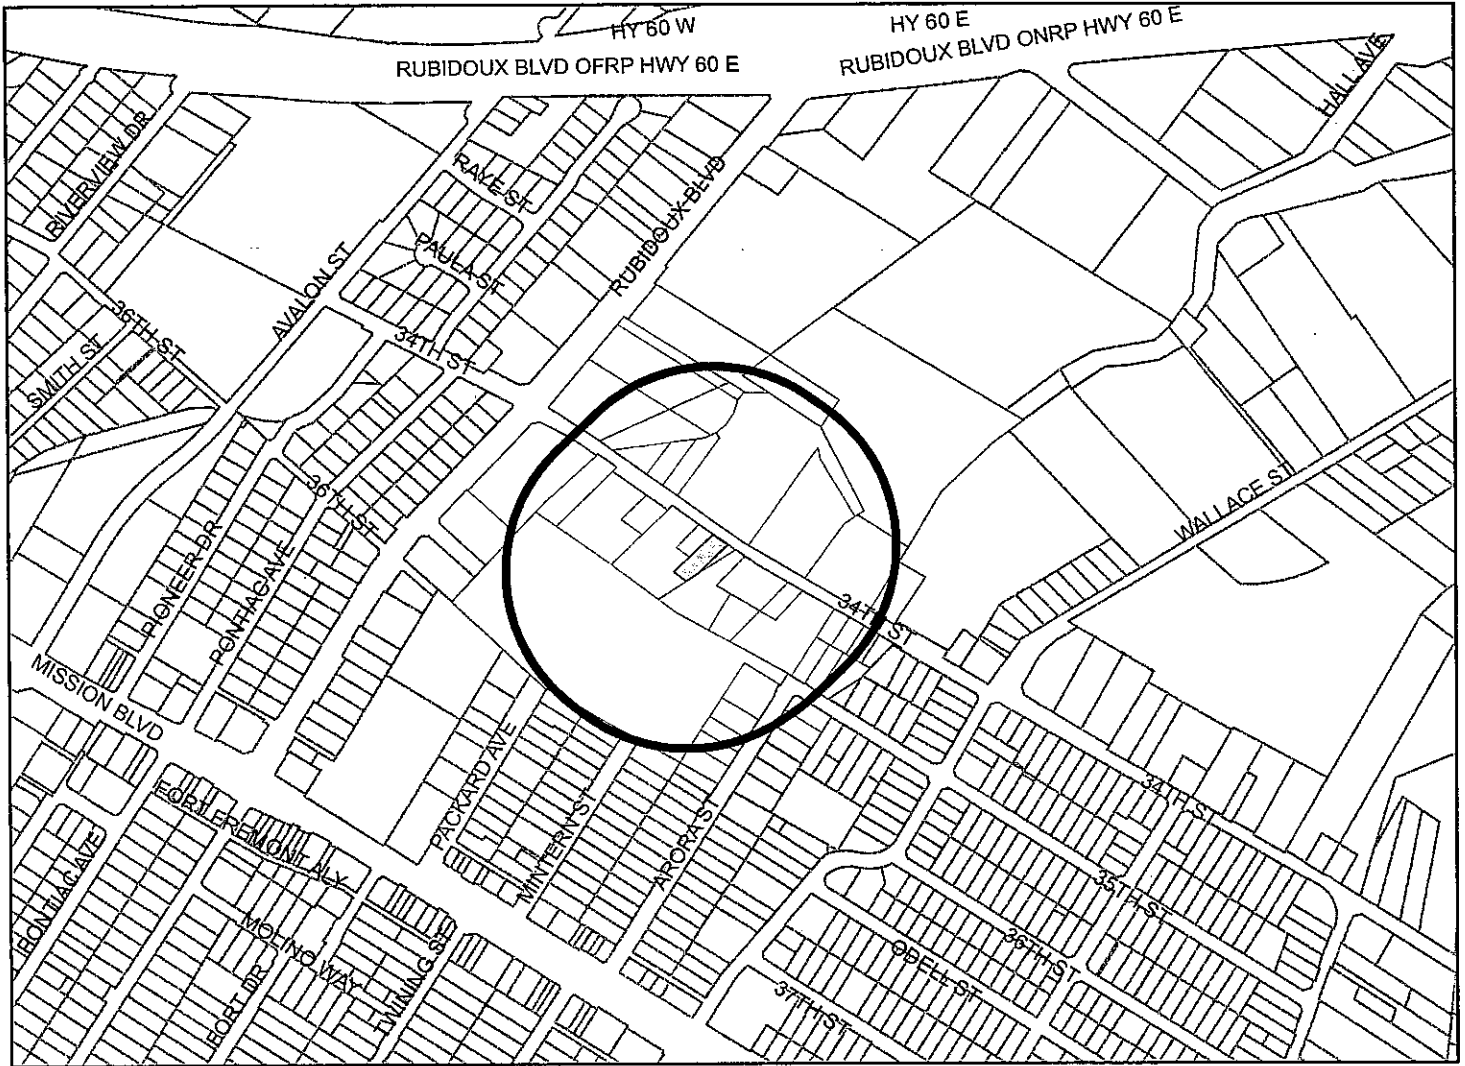 HY 60 W
HY 60 E
RUBIDOUX BLVD OFRP HWY 60 E
RUBIDOUX BLVD ONRP HWY 60 E
HALL AVE
RIVERVIEW DR
RAYE ST
RUBIDOUX BLVD
PAULA ST
AVALON ST
36TH ST
34TH ST
SMITH ST
WALLACE ST
36TH ST
PIONEER DR
PONTIAC AVE
34TH ST
MISSION BLVD
PACKARD AVE
34TH ST
FORT FREMONT ALY
MINTERN ST
ARORA ST
PONTIAC AVE
35TH ST
MOLINO WAY
TWINING ST
36TH ST
ODELL ST
FORT DR
37TH ST